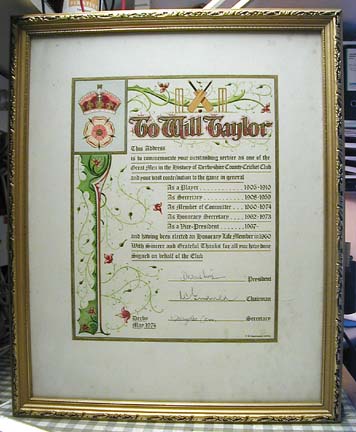 To Will Taylor
This Address
is to commemorate your outstanding service as one of the
Great Men in the History of Derbyshire County Cricket Club
and your vast contribution to the game in general
As a Player . . . . . . . . . . . 1905-1910
As Secretary . . . . . . . . . . 1908-1959
As Member of Committee . . . . 1960-1974
As Honorary Secretary . . . . 1962-1973
As a Vice-President . . . . . 1967
and having been elected an Honorary Life Member in 1960
With Sincere and Grateful Thanks for all you have done
Signed on behalf of the Club
President
Chairman
Derby
May 1974
Secretary